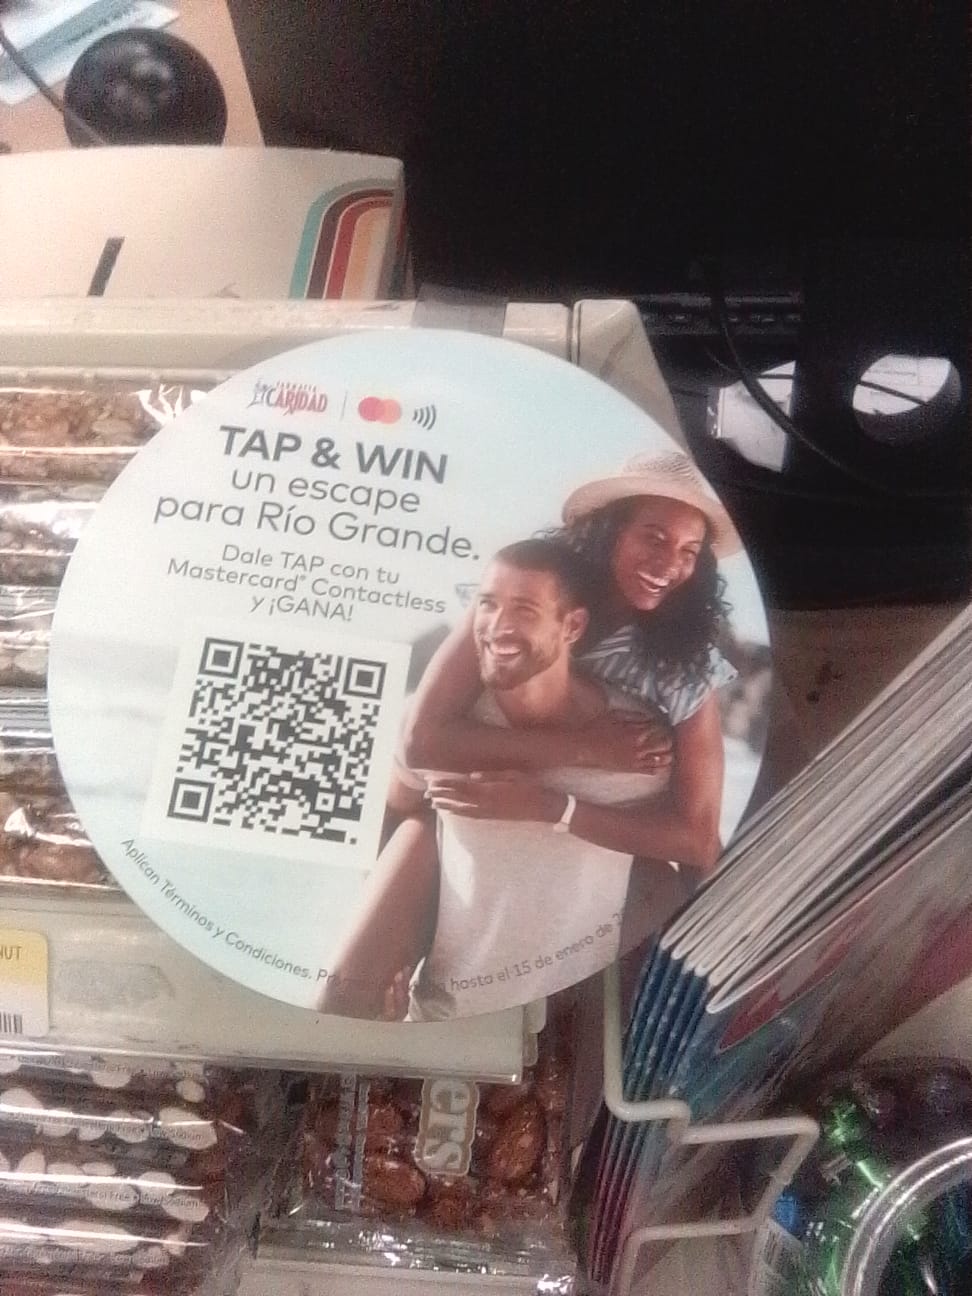 FARMACIA
CARIDAD
TAP & WIN
un escape
para Río Grande.
Dale TAP con tu
Mastercard® Contactless
y ¡GANA!
Aplican Términos y Condiciones.
hasta el 15 de enero de
NUT
ers